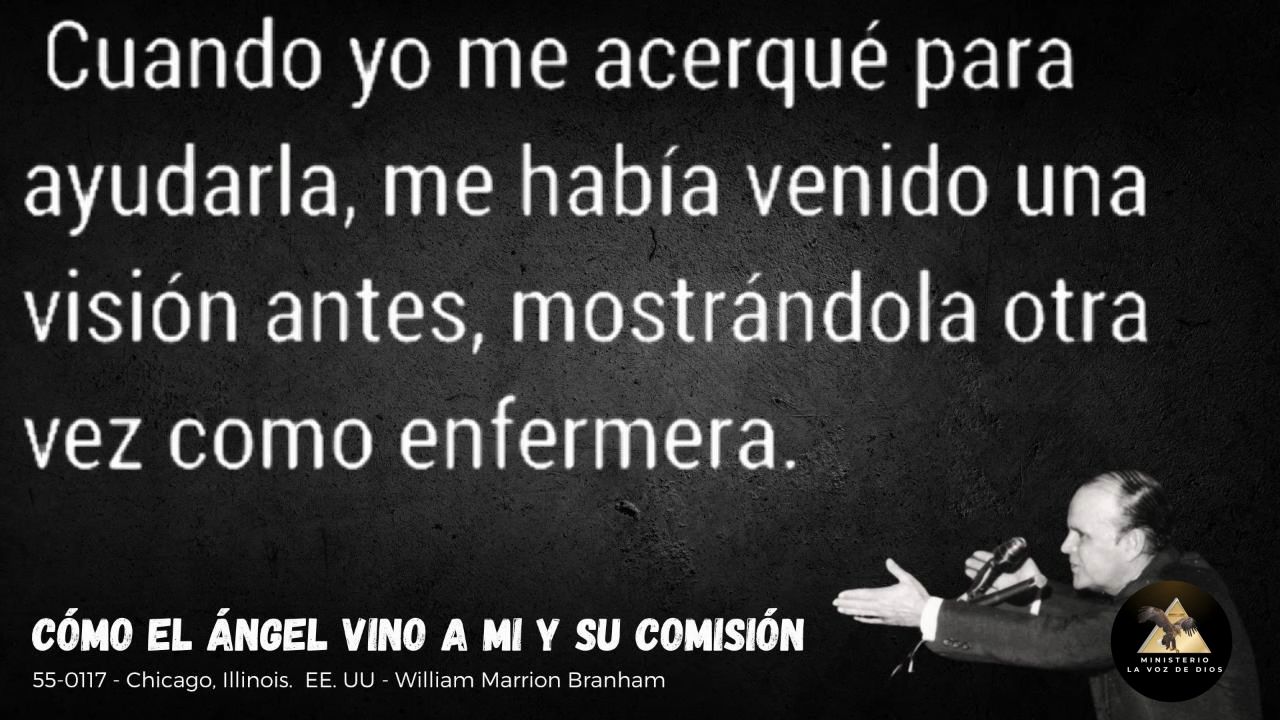 Cuando yo me acerqué para
ayudarla, me había venido una
visión antes, mostrándola otra
vez como enfermera.
CÓMO EL ÁNGEL VINO A MI Y SU COMISIÓN
55-0117 - Chicago, Illinois. EE. UU - William Marrion Branham
MINISTERIO
LA VOZ DE DIOS